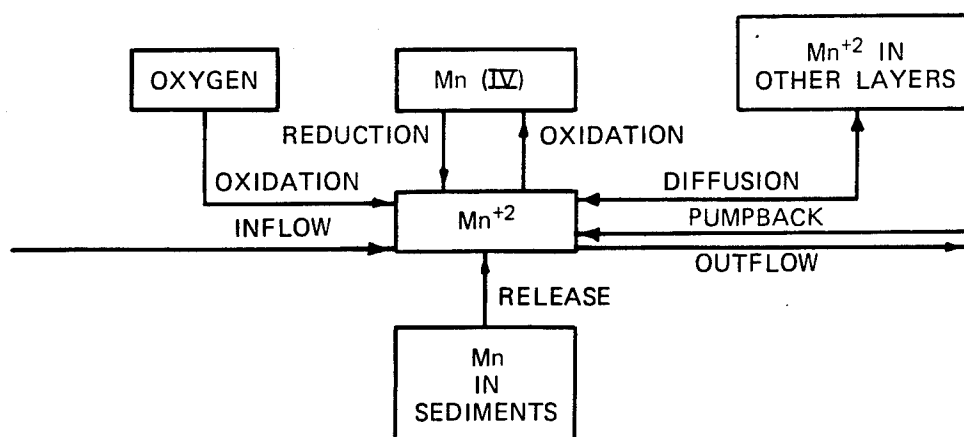 OXYGEN
Mn (IV)
Mn+2 IN
OTHER LAYERS
REDUCTION
OXIDATION
OXIDATION
DIFFUSION
INFLOW
Mn+2
PUMPBACK
OUTFLOW
RELEASE
Mn
IN
SEDIMENTS